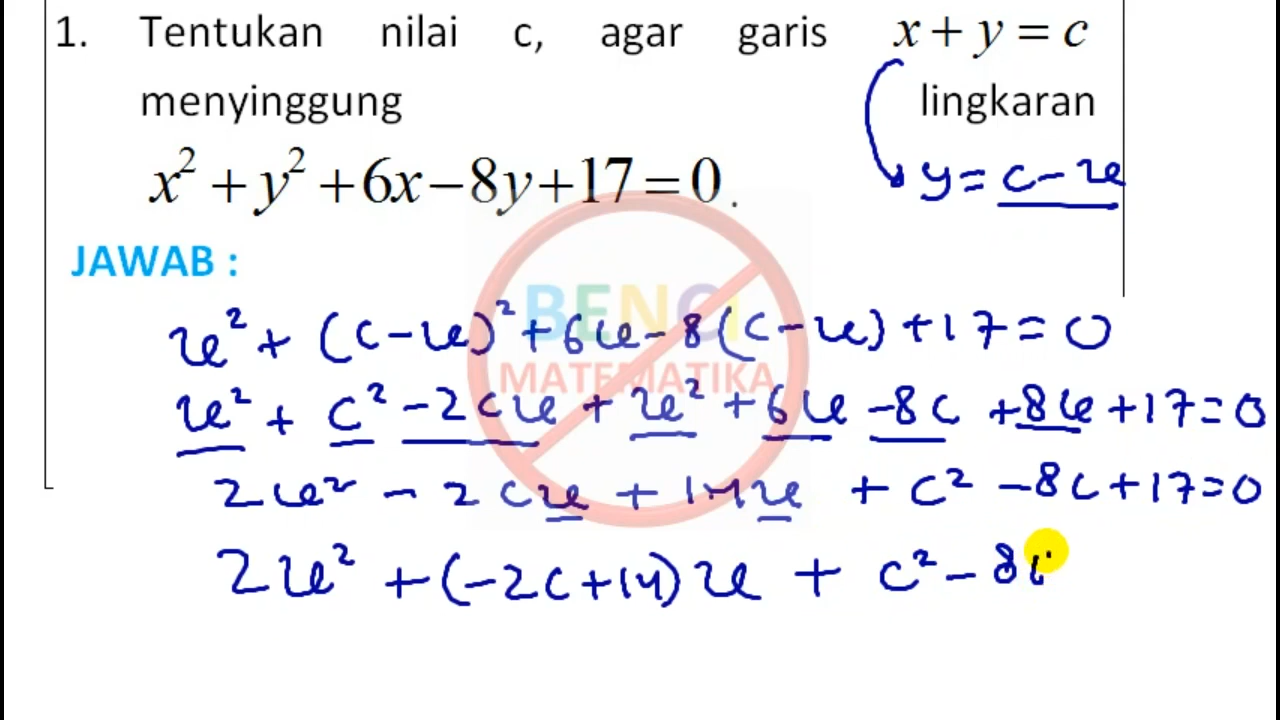 1. Tentukan nilai c, agar garis x + y = c
menyinggung lingkaran
x² + y² + 6x − 8y + 17 = 0.
y = c − x
JAWAB :
x² + (c − x)² + 6x − 8(c − x) + 17 = 0
BENCI
MATEMATIKA
x² + c² − 2cx + x² + 6x − 8c + 8x + 17 = 0
2x² − 2cx + 14x + c² − 8c + 17 = 0
2x² + (−2c + 14)x + c² − 8c